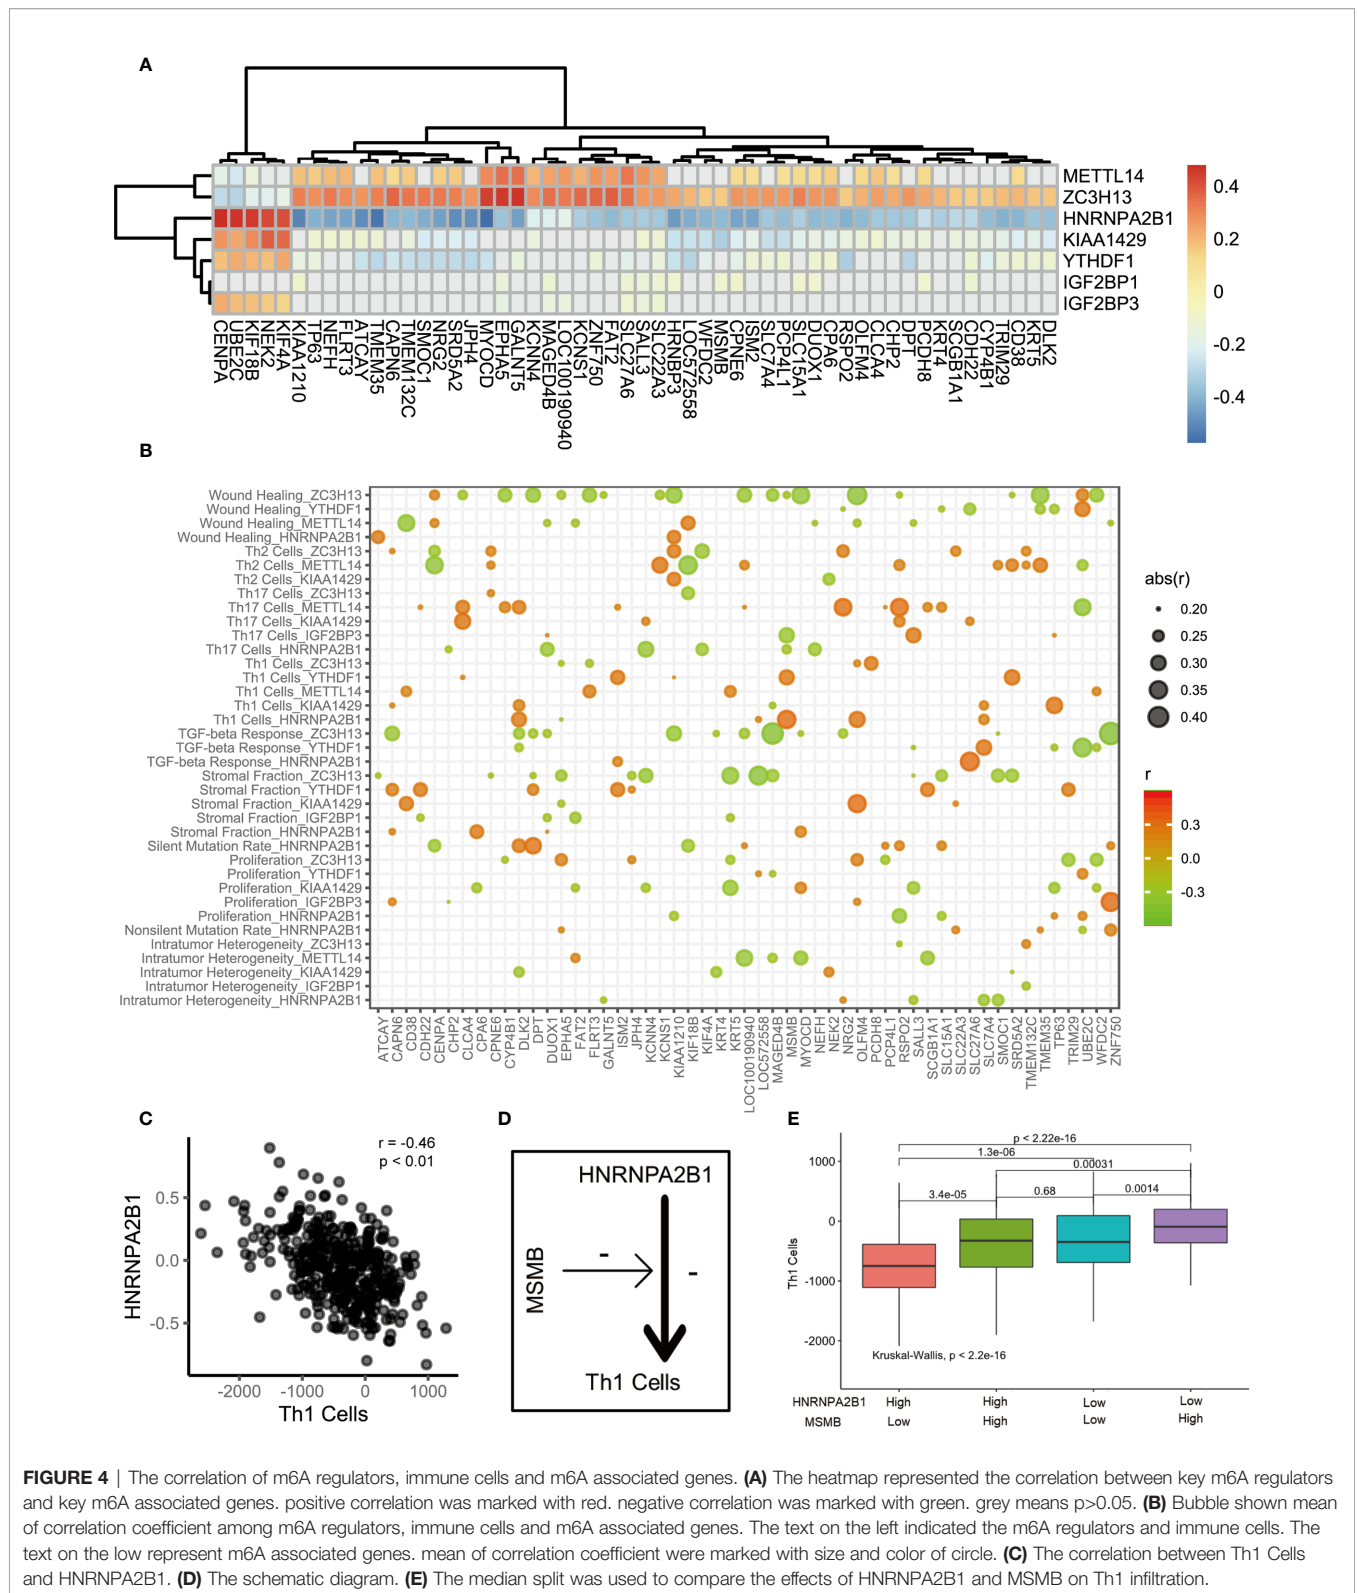 A
METTL14
ZC3H13
HNRNPA2B1
KIAA1429
YTHDF1
IGF2BP1
IGF2BP3
0.4
0.2
0
-0.2
-0.4
CENPA
UBE2C
KIF18B
NEK2
KIF4A
KIAA1210
TP63
NEFH
FLRT3
ATCAY
TMEM35
CAPN6
TMEM132C
SMOC1
NRG2
SRD5A2
JPH4
MYOCD
EPHA5
GALNT5
KCNN4
MAGED4B
LOC100190940
KCNS1
ZNF750
FAT2
SLC27A6
SALL3
SLC22A3
HRNBP3
LOC572558
WFDC2
MSMB
CPNE6
ISM2
SLC7A4
PCP4L1
SLC15A1
DUOX1
CPA6
RSPO2
OLFM4
CLCA4
CHP2
DPT
PCDH8
KRT4
SCGB1A1
CDH22
CYP4B1
TRIM29
CD38
KRT5
DLK2
B
Wound Healing_ZC3H13
Wound Healing_YTHDF1
Wound Healing_METTL14
Wound Healing_HNRNPA2B1
Th2 Cells_ZC3H13
Th2 Cells_METTL14
Th2 Cells_KIAA1429
Th17 Cells_ZC3H13
Th17 Cells_METTL14
Th17 Cells_KIAA1429
Th17 Cells_IGF2BP3
Th17 Cells_HNRNPA2B1
Th1 Cells_ZC3H13
Th1 Cells_YTHDF1
Th1 Cells_METTL14
Th1 Cells_KIAA1429
Th1 Cells_HNRNPA2B1
TGF-beta Response_ZC3H13
TGF-beta Response_YTHDF1
TGF-beta Response_HNRNPA2B1
Stromal Fraction_ZC3H13
Stromal Fraction_YTHDF1
Stromal Fraction_KIAA1429
Stromal Fraction_IGF2BP1
Stromal Fraction_HNRNPA2B1
Silent Mutation Rate_HNRNPA2B1
Proliferation_ZC3H13
Proliferation_YTHDF1
Proliferation_KIAA1429
Proliferation_IGF2BP3
Proliferation_HNRNPA2B1
Nonsilent Mutation Rate_HNRNPA2B1
Intratumor Heterogeneity_ZC3H13
Intratumor Heterogeneity_METTL14
Intratumor Heterogeneity_KIAA1429
Intratumor Heterogeneity_IGF2BP1
Intratumor Heterogeneity_HNRNPA2B1
ATCAY
CAPN6
CD38
CDH22
CENPA
CHP2
CLCA4
CPA6
CPNE6
CYP4B1
DLK2
DPT
DUOX1
EPHA5
FAT2
FLRT3
GALNT5
ISM2
JPH4
KCNN4
KCNS1
KIAA1210
KIF18B
KIF4A
KRT4
KRT5
LOC100190940
LOC572558
MAGED4B
MSMB
MYOCD
NEFH
NEK2
NRG2
OLFM4
PCDH8
PCP4L1
RSPO2
SALL3
SCGB1A1
SLC15A1
SLC22A3
SLC27A6
SLC7A4
SMOC1
SRD5A2
TMEM132C
TMEM35
TP63
TRIM29
UBE2C
WFDC2
ZNF750
abs(r)
0.20
0.25
0.30
0.35
0.40
r
0.3
0.0
-0.3
C
r = -0.46
p < 0.01
HNRNPA2B1
0.5
0.0
-0.5
-2000
-1000
0
1000
Th1 Cells
D
HNRNPA2B1
MSMB
-
-
Th1 Cells
E
p < 2.22e-16
1.3e-06
0.00031
3.4e-05
0.68
0.0014
Th1 Cells
1000
0
-1000
-2000
Kruskal-Wallis, p < 2.2e-16
HNRNPA2B1 High High Low Low
MSMB Low High Low High
FIGURE 4 | The correlation of m6A regulators, immune cells and m6A associated genes. (A) The heatmap represented the correlation between key m6A regulators
and key m6A associated genes. positive correlation was marked with red. negative correlation was marked with green. grey means p>0.05. (B) Bubble shown mean
of correlation coefficient among m6A regulators, immune cells and m6A associated genes. The text on the left indicated the m6A regulators and immune cells. The
text on the low represent m6A associated genes. mean of correlation coefficient were marked with size and color of circle. (C) The correlation between Th1 Cells
and HNRNPA2B1. (D) The schematic diagram. (E) The median split was used to compare the effects of HNRNPA2B1 and MSMB on Th1 infiltration.